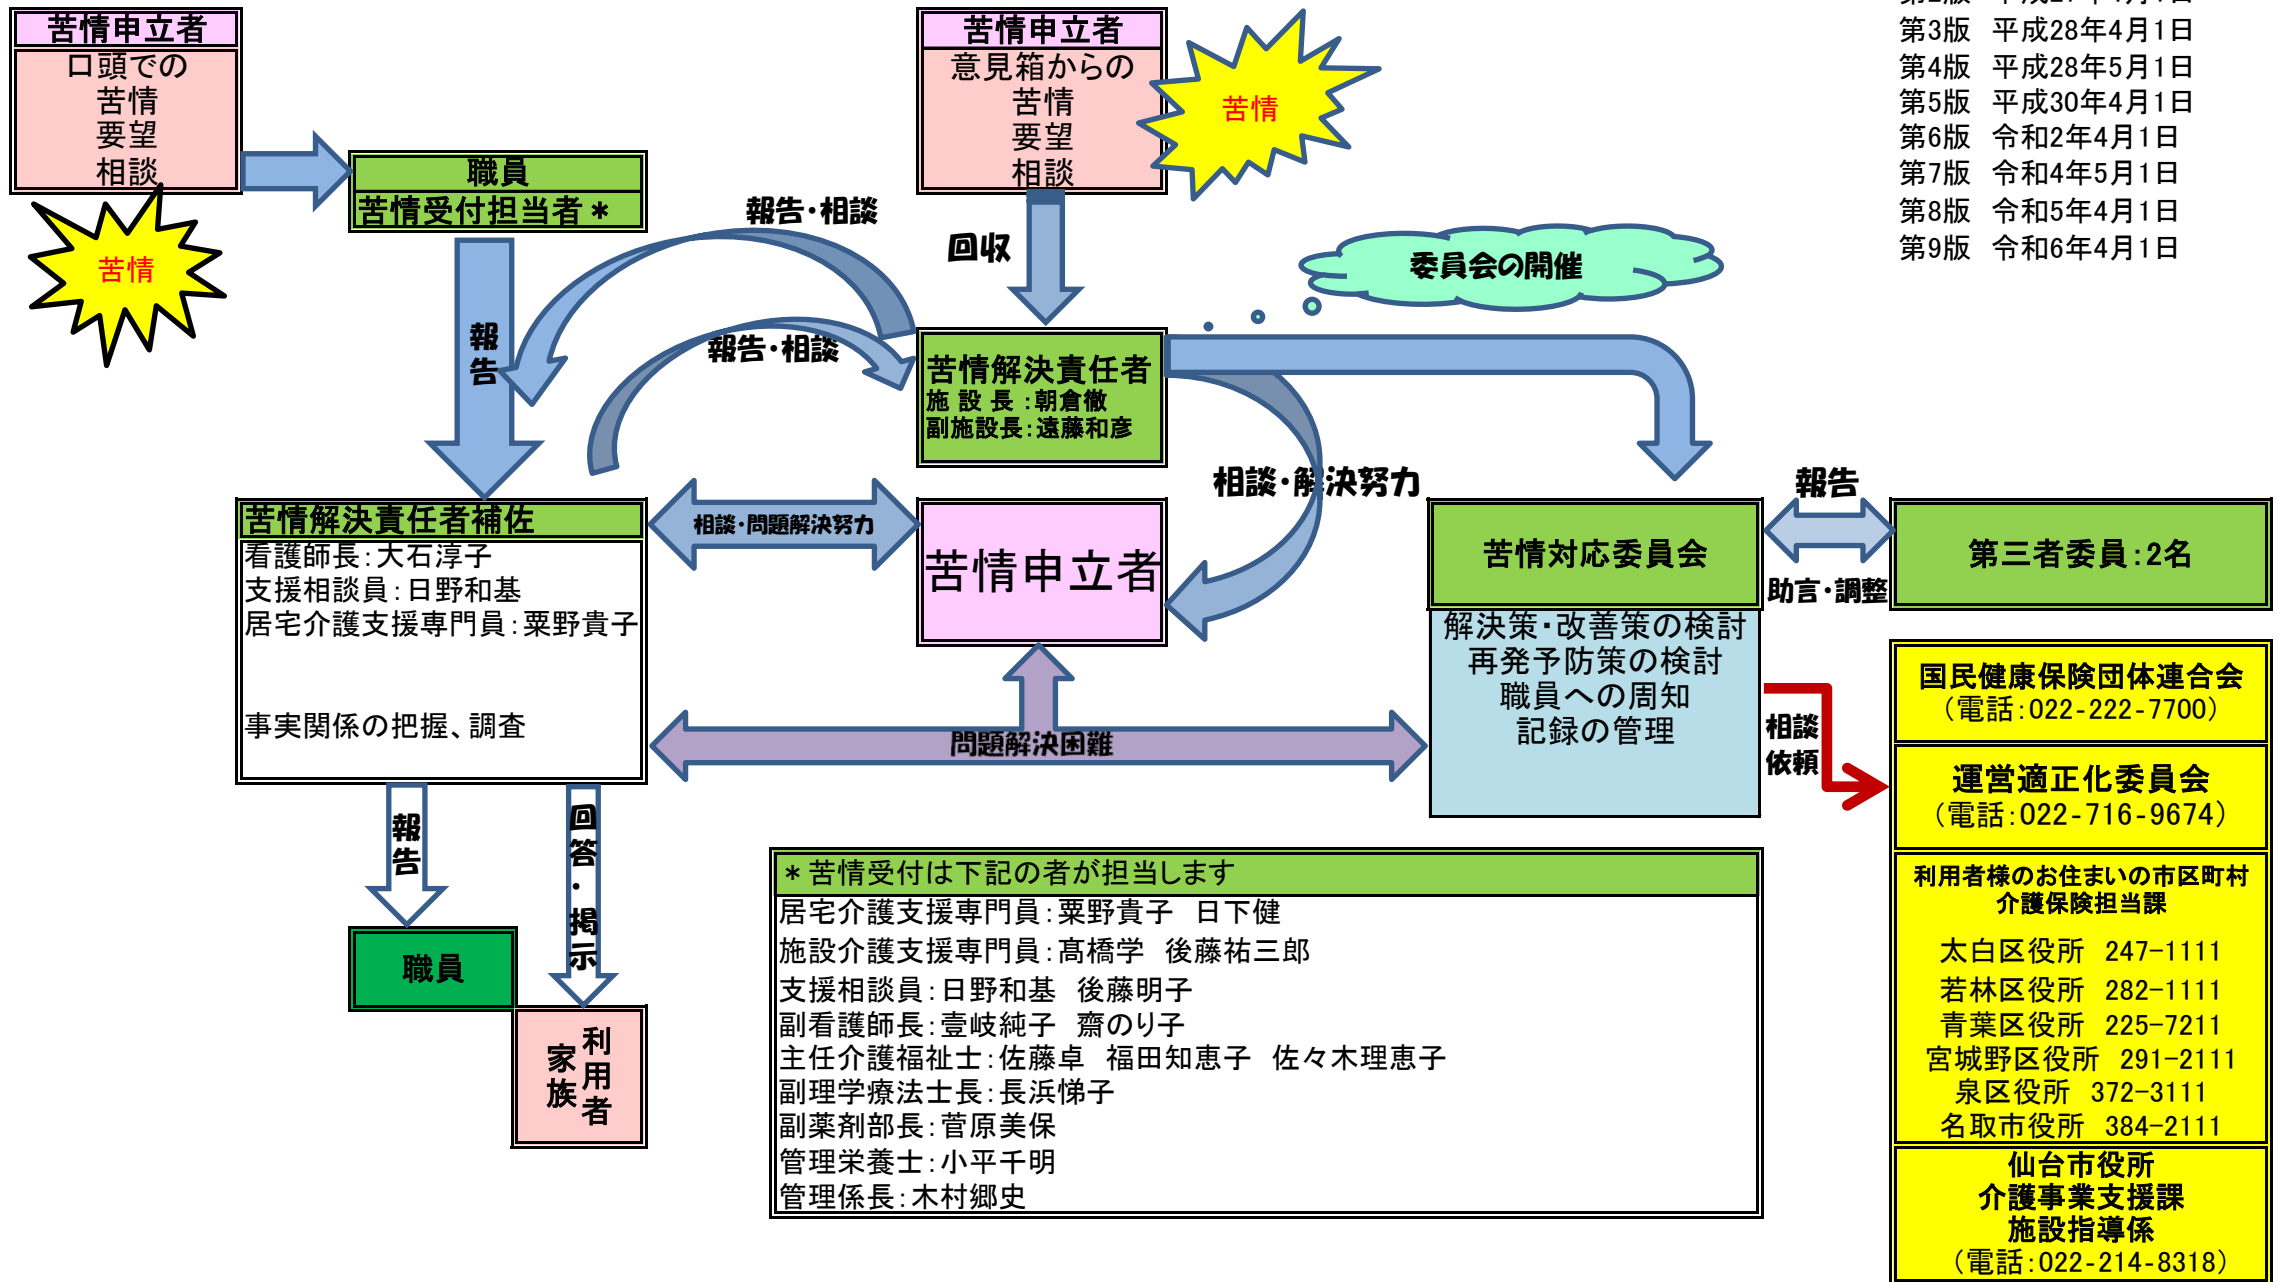 苦情申立者
口頭での
苦情
要望
相談
苦情
職員
苦情受付担当者*
苦情申立者
意見箱からの
苦情
要望
相談
苦情
第3版 平成28年4月1日
第4版 平成28年5月1日
第5版 平成30年4月1日
第6版 令和2年4月1日
第7版 令和4年5月1日
第8版 令和5年4月1日
第9版 令和6年4月1日
報告・相談
回収
委員会の開催
報告
報告・相談
苦情解決責任者
施 設 長 :朝倉徹
副施設長:遠藤和彦
相談・解決努力
苦情解決責任者補佐
看護師長:大石淳子
支援相談員:日野和基
居宅介護支援専門員:粟野貴子
事実関係の把握、調査
相談・問題解決努力
苦情申立者
苦情対応委員会
解決策・改善策の検討
再発予防策の検討
職員への周知
記録の管理
報告
助言・調整
第三者委員:2名
問題解決困難
相談
依頼
国民健康保険団体連合会
(電話:022-222-7700)
運営適正化委員会
(電話:022-716-9674)
利用者様のお住まいの市区町村
介護保険担当課
太白区役所 247-1111
若林区役所 282-1111
青葉区役所 225-7211
宮城野区役所 291-2111
泉区役所 372-3111
名取市役所 384-2111
仙台市役所
介護事業支援課
施設指導係
(電話:022-214-8318)
報告
回答・掲示
職員
利用者
家族
*苦情受付は下記の者が担当します
居宅介護支援専門員:粟野貴子 日下健
施設介護支援専門員:髙橋学 後藤祐三郎
支援相談員:日野和基 後藤明子
副看護師長:壹岐純子 齋のり子
主任介護福祉士:佐藤卓 福田知恵子 佐々木理恵子
副理学療法士長:長浜悌子
副薬剤部長:菅原美保
管理栄養士:小平千明
管理係長:木村郷史